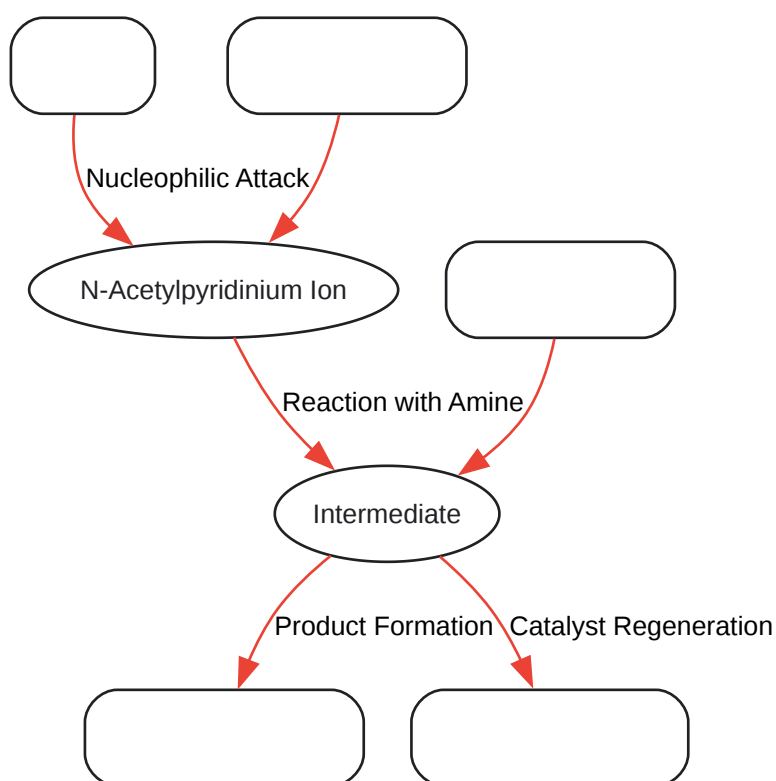 Nucleophilic Attack
N-Acetylpyridinium Ion
Reaction with Amine
Intermediate
Product Formation
Catalyst Regeneration